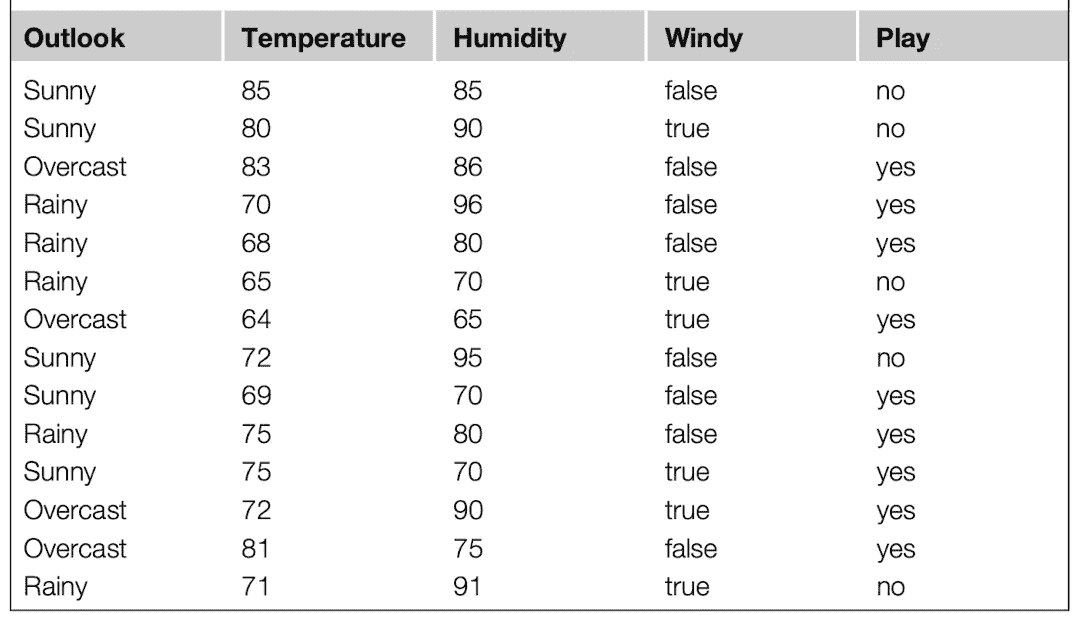 Outlook Temperature Humidity Windy Play
Sunny 85 85 false no
Sunny 80 90 true no
Overcast 83 86 false yes
Rainy 70 96 false yes
Rainy 68 80 false yes
Rainy 65 70 true no
Overcast 64 65 true yes
Sunny 72 95 false no
Sunny 69 70 false yes
Rainy 75 80 false yes
Sunny 75 70 true yes
Overcast 72 90 true yes
Overcast 81 75 false yes
Rainy 71 91 true no